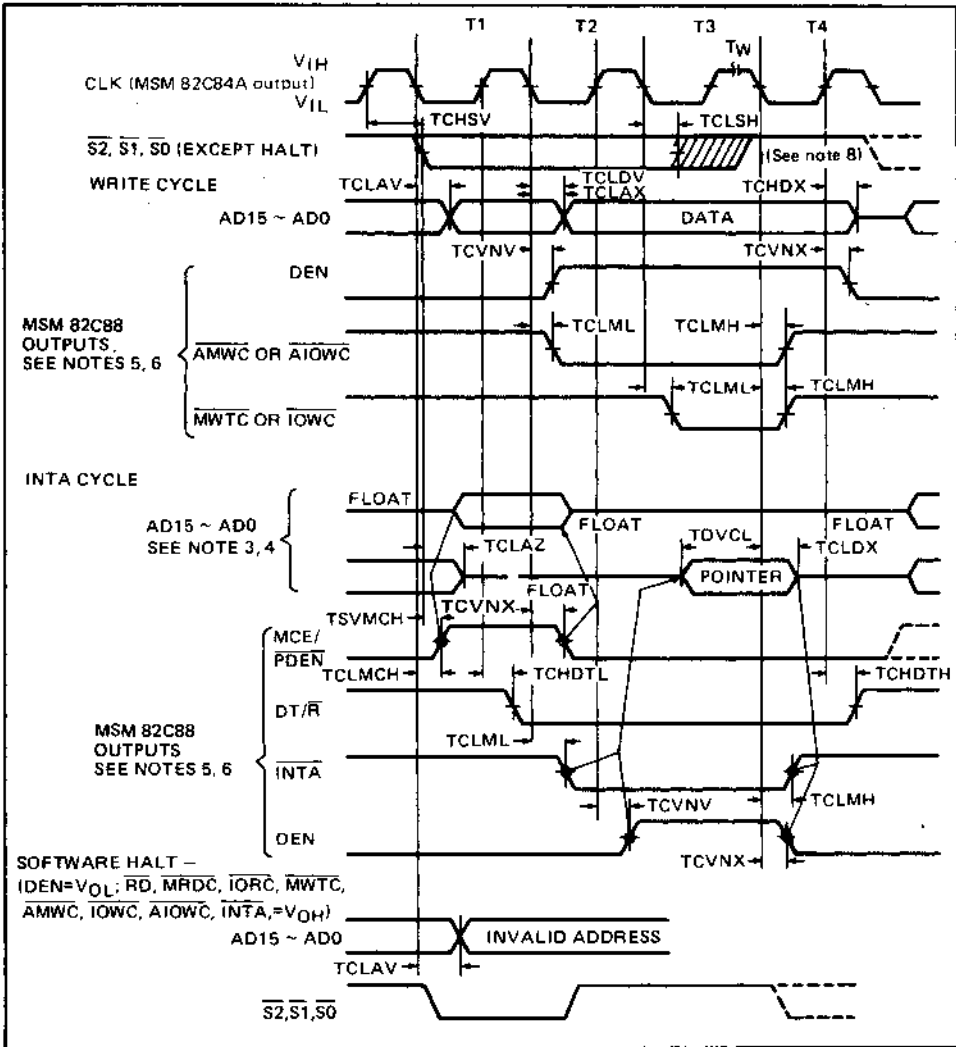 T1 T2 T3 T4
TW
VIH
CLK (MSM 82C84A output)
VIL
TCHSV
TCLSH
S2, S1, S0 (EXCEPT HALT)
(See note 8)
WRITE CYCLE
TCLAV
TCLDV
TCLAX
TCHDX
AD15 ~ AD0
DATA
TCVNV
TCVNX
DEN
MSM 82C88
OUTPUTS
SEE NOTES 5, 6
TCLML
TCLMH
AMWC OR AIOWC
TCLML
TCLMH
MWTC OR IOWC
INTA CYCLE
FLOAT
AD15 ~ AD0
SEE NOTE 3, 4
FLOAT
FLOAT
TCLAZ
TDVCL
TCLDX
POINTER
FLOAT
TCVNX
TSVMCH
MCE/
PDEN
TCLMCH
TCHDTL
TCHDTH
DT/R
MSM 82C88
OUTPUTS
SEE NOTES 5, 6
TCLML
INTA
TCVNV
TCLMH
DEN
TCVNX
SOFTWARE HALT –
(DEN=VOL; RD, MRDC, IORC, MWTC,
AMWC, IOWC, AIOWC, INTA,=VOH)
AD15 ~ AD0
INVALID ADDRESS
TCLAV
S2,S1,S0